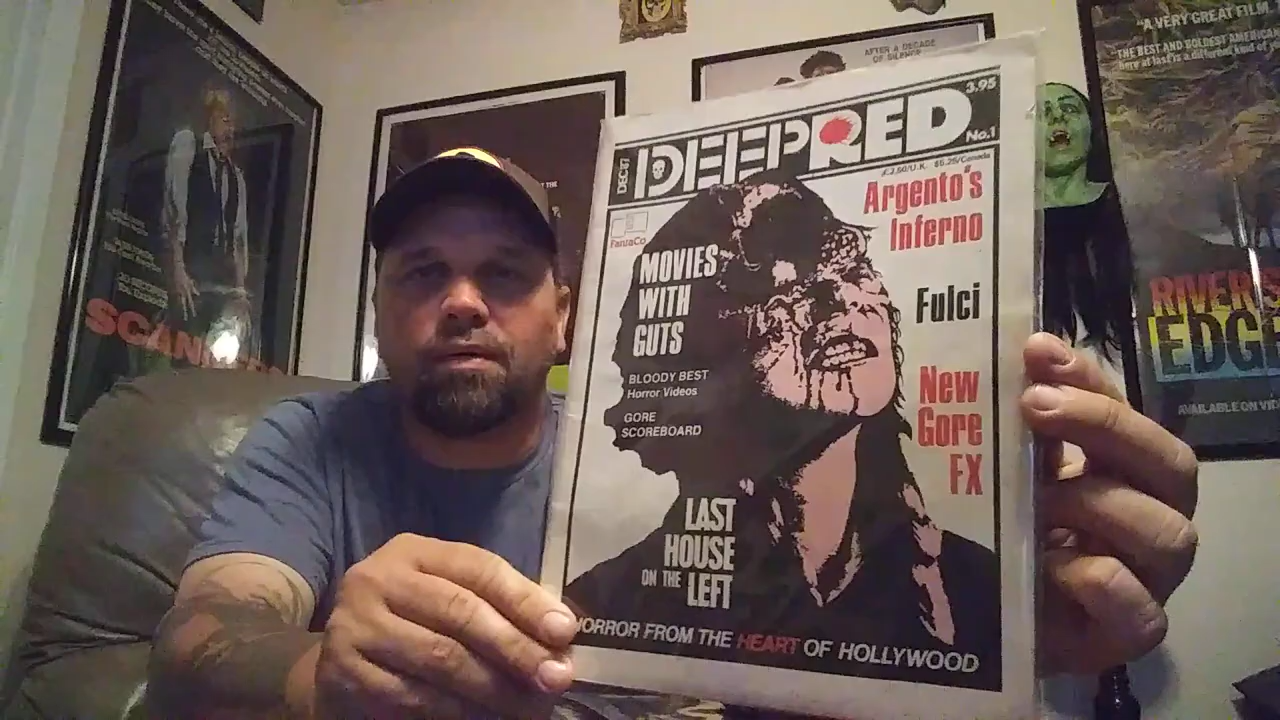 SCANNERS
AFTER A DECADE
OF SILENCE
"A VERY GREAT FILM.
THE BEST AND BOLDEST AMERICAN
RIVER'S
EDGE
AVAILABLE ON VID
DEC 87
DEEP RED
3.95
No.1
£2.50/U.K. $5.25/Canada
FantaCo
Argento's
Inferno
MOVIES
WITH
GUTS
Fulci
BLOODY BEST
Horror Videos
GORE
SCOREBOARD
New
Gore
FX
LAST
HOUSE
ON THE LEFT
HORROR FROM THE HEART OF HOLLYWOOD